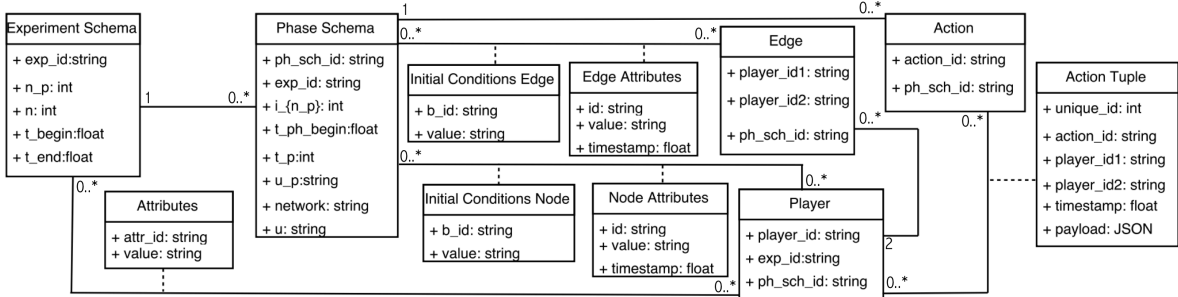 Experiment Schema
+ exp_id:string
+ n_p: int
+ n: int
+ t_begin:float
+ t_end:float
1
0..*
0..*
Phase Schema
+ ph_sch_id: string
+ exp_id: string
+ i_{n_p}: int
+ t_ph_begin:float
+ t_p:int
+ u_p:string
+ network: string
+ u: string
1
0..*
0..*
0..*
0..*
0..*
Attributes
+ attr_id: string
+ value: string
Initial Conditions Edge
+ b_id: string
+ value: string
Edge Attributes
+ id: string
+ value: string
+ timestamp: float
Initial Conditions Node
+ b_id: string
+ value: string
Node Attributes
+ id: string
+ value: string
+ timestamp: float
Edge
+ player_id1: string
+ player_id2: string
+ ph_sch_id: string
0..*
2
Player
+ player_id: string
+ exp_id:string
+ ph_sch_id: string
0..*
0..*
Action
+ action_id: string
+ ph_sch_id: string
0..*
Action Tuple
+ unique_id: int
+ action_id: string
+ player_id1: string
+ player_id2: string
+ timestamp: float
+ payload: JSON